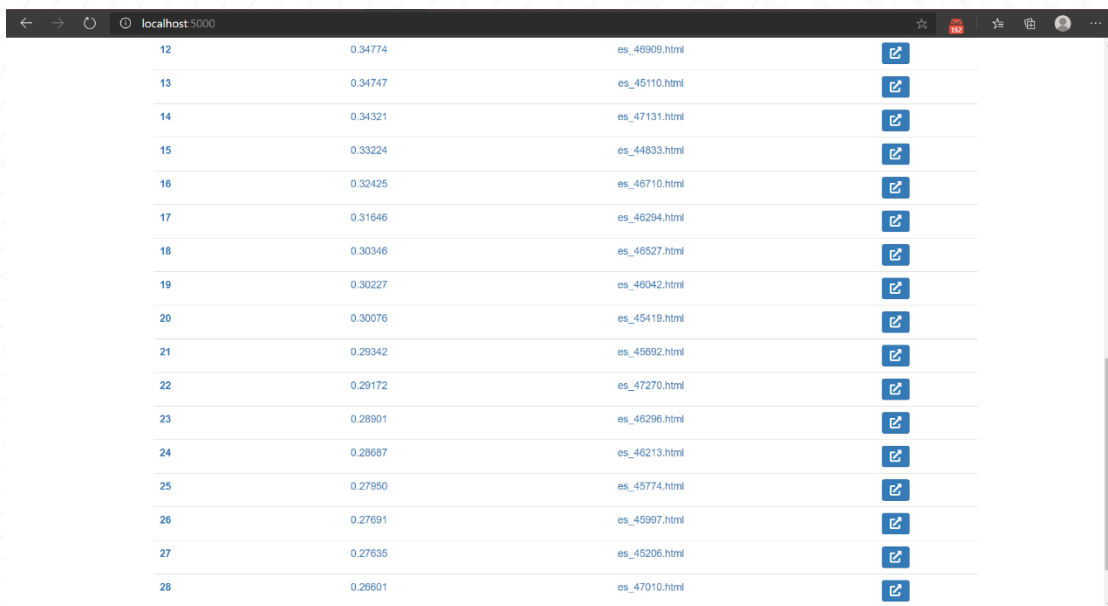 localhost:5000
152
12 0.34774 es_46909.html
13 0.34747 es_45110.html
14 0.34321 es_47131.html
15 0.33224 es_44833.html
16 0.32425 es_46710.html
17 0.31646 es_46294.html
18 0.30346 es_46527.html
19 0.30227 es_46042.html
20 0.30076 es_45419.html
21 0.29342 es_45692.html
22 0.29172 es_47270.html
23 0.28901 es_46296.html
24 0.28687 es_46213.html
25 0.27950 es_45774.html
26 0.27691 es_45997.html
27 0.27635 es_45206.html
28 0.26601 es_47010.html